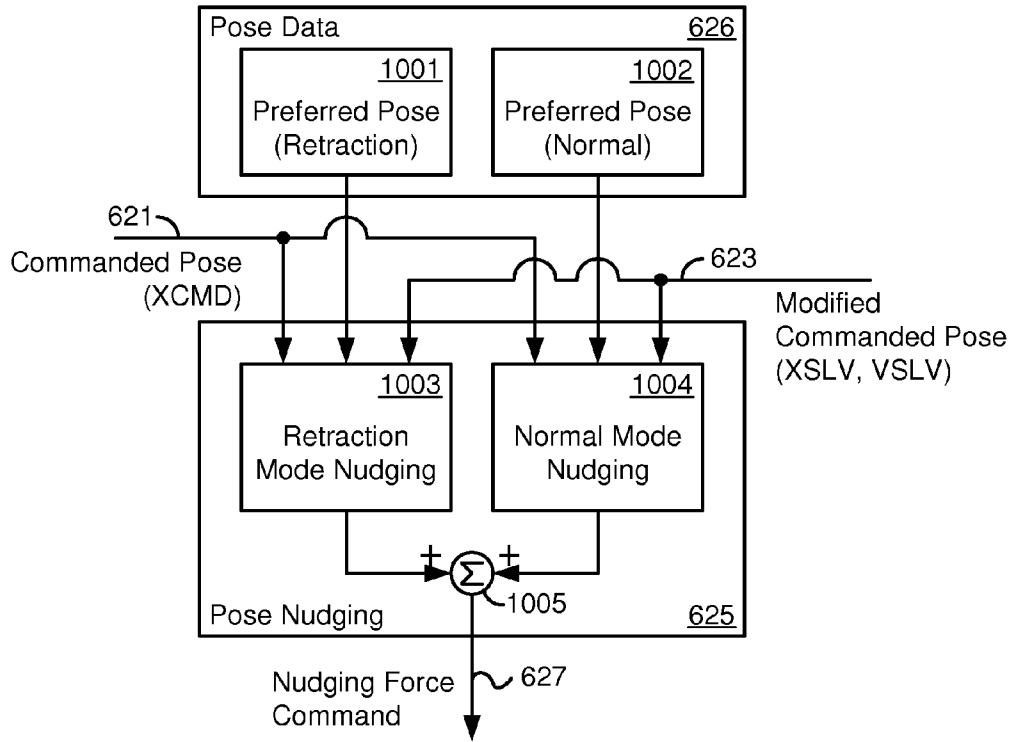 Pose Data
626
1001
Preferred Pose
(Retraction)
1002
Preferred Pose
(Normal)
621
Commanded Pose
(XCMD)
623
Modified
Commanded Pose
(XSLV, VSLV)
1003
Retraction
Mode Nudging
1004
Normal Mode
Nudging
+
+
Σ
1005
Pose Nudging
625
627
Nudging Force
Command